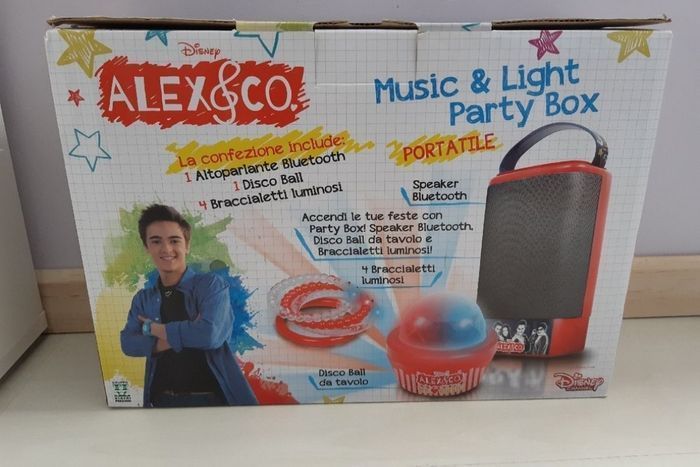 Disney
ALEX&CO.
Music & Light
Party Box
PORTATILE
La confezione include:
1 Altoparlante Bluetooth
1 Disco Ball
4 Braccialetti luminosi
Speaker
Bluetooth
Accendi le tue feste con
Party Box! Speaker Bluetooth,
Disco Ball da tavolo e
Braccialetti luminosi!
4 Braccialetti
luminosi
Disco Ball
da tavolo
ALEX&CO.
ALEX&CO.
Disney